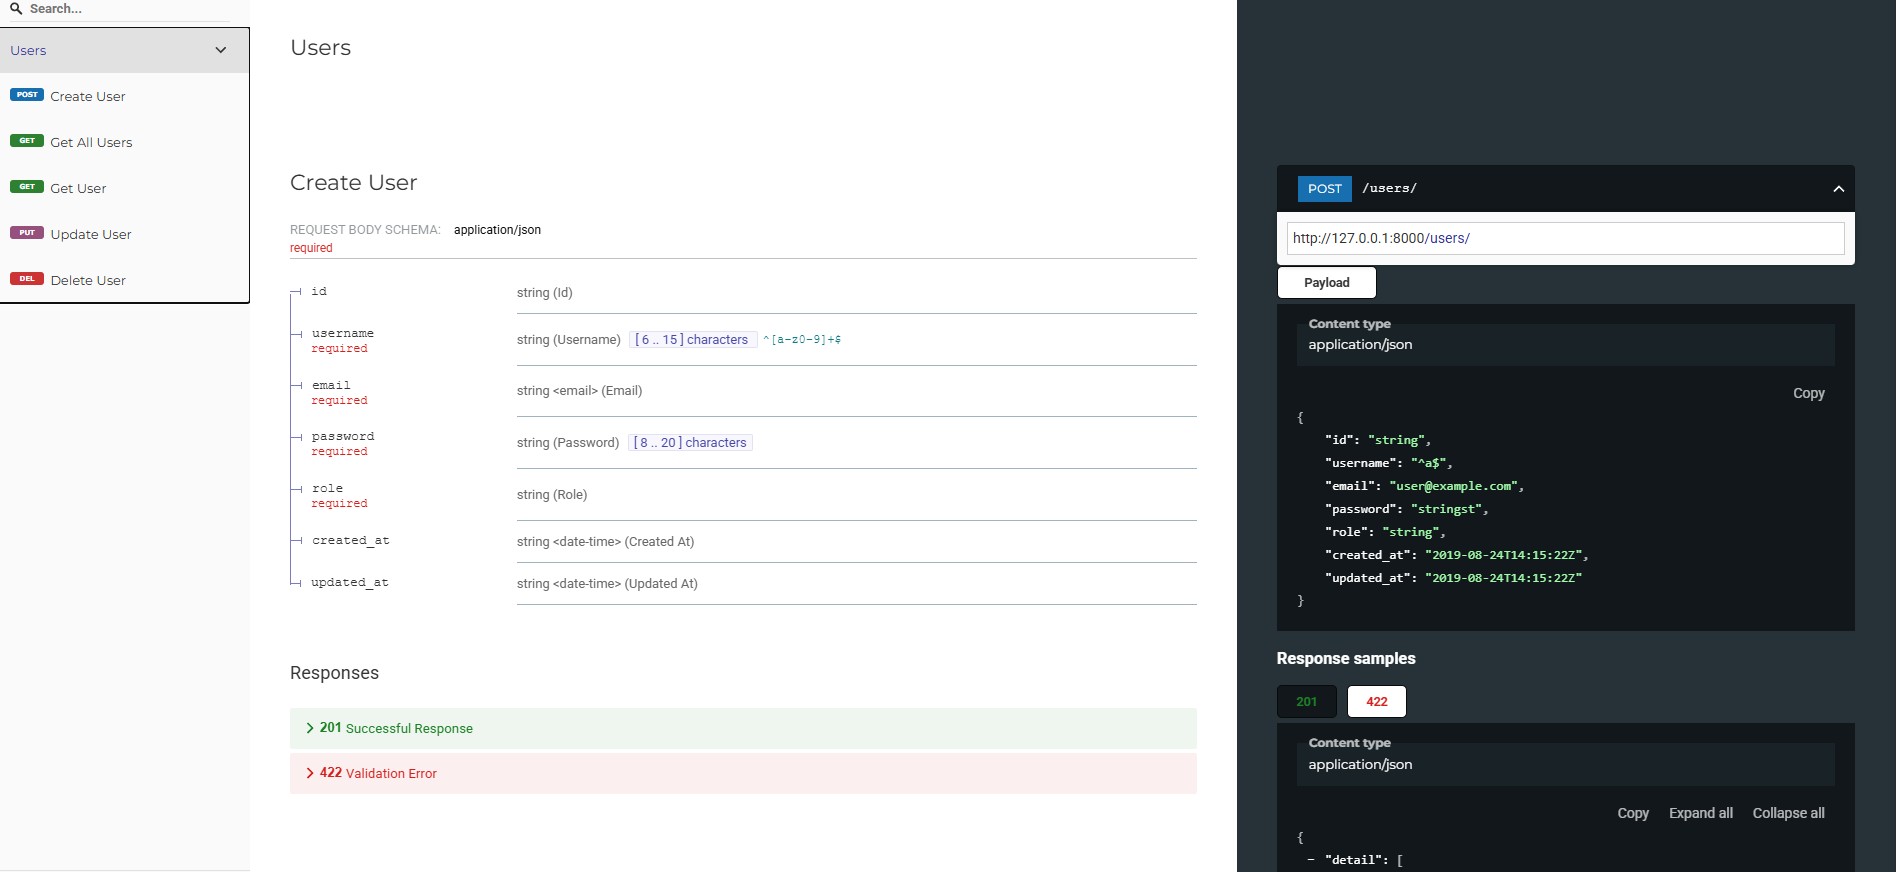 Search...
Users
POST Create User
GET Get All Users
GET Get User
PUT Update User
DEL Delete User
Users
Create User
REQUEST BODY SCHEMA: application/json
required
id string (Id)
username string (Username) [ 6 .. 15 ] characters ^[a-z0-9]+$
required
email string <email> (Email)
required
password string (Password) [ 8 .. 20 ] characters
required
role string (Role)
required
created_at string <date-time> (Created At)
updated_at string <date-time> (Updated At)
Responses
201 Successful Response
422 Validation Error
POST /users/
http://127.0.0.1:8000/users/
Payload
Content type
application/json
Copy
{
"id": "string",
"username": "^a$",
"email": "user@example.com",
"password": "stringst",
"role": "string",
"created_at": "2019-08-24T14:15:22Z",
"updated_at": "2019-08-24T14:15:22Z"
}
Response samples
201 422
Content type
application/json
Copy Expand all Collapse all
{
− "detail": [